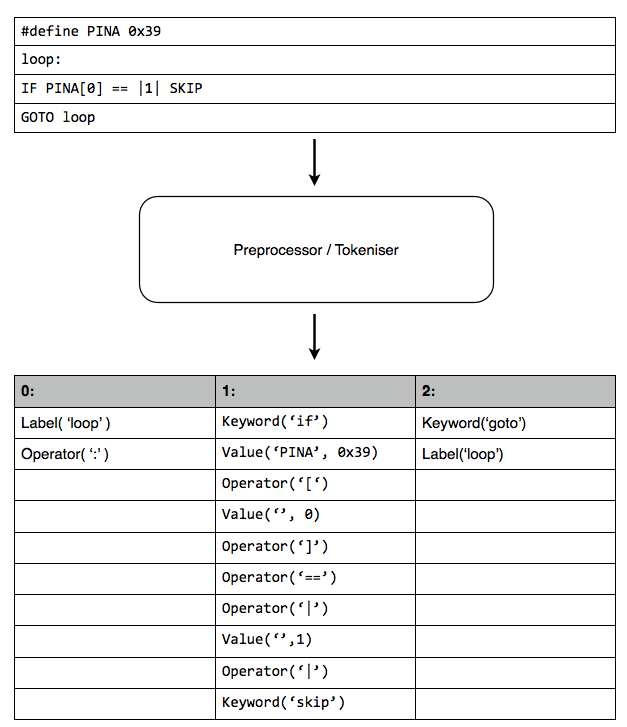 #define PINA 0x39
loop:
IF PINA[0] == |1| SKIP
GOTO loop
Preprocessor / Tokeniser
0: 1: 2:
Label( ‘loop’ ) Keyword(‘if’) Keyword(‘goto’)
Operator( ‘:’ ) Value(‘PINA’, 0x39) Label(‘loop’)
Operator(‘[‘)
Value(‘’, 0)
Operator(‘]’)
Operator(‘==’)
Operator(‘|’)
Value(‘’,1)
Operator(‘|’)
Keyword(‘skip’)